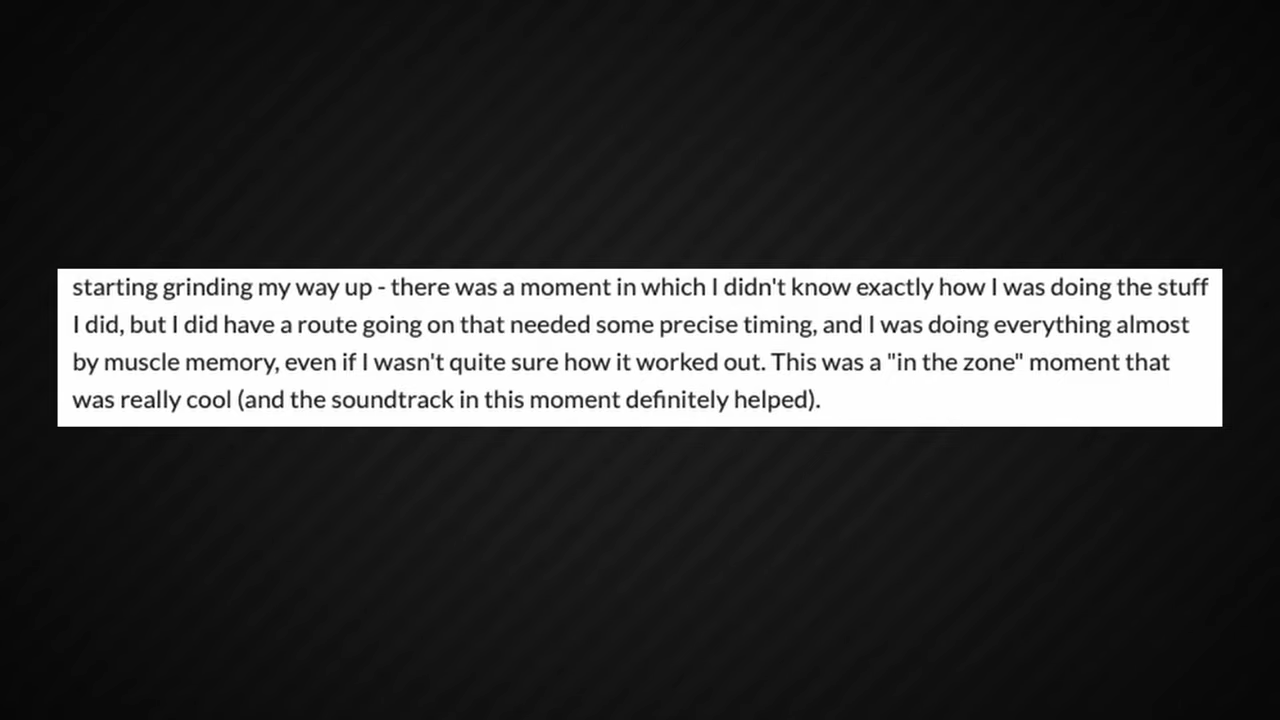 starting grinding my way up - there was a moment in which I didn't know exactly how I was doing the stuff
I did, but I did have a route going on that needed some precise timing, and I was doing everything almost
by muscle memory, even if I wasn't quite sure how it worked out. This was a "in the zone" moment that
was really cool (and the soundtrack in this moment definitely helped).